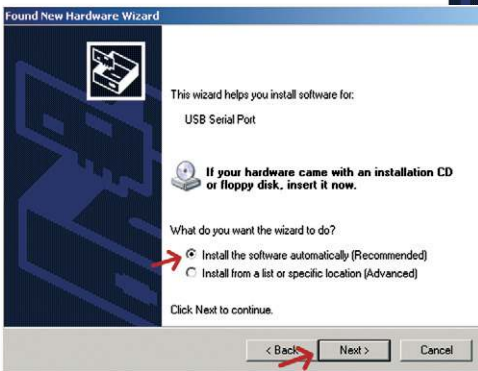 Found New Hardware Wizard
This wizard helps you install software for:
USB Serial Port
If your hardware came with an installation CD
or floppy disk, insert it now.
What do you want the wizard to do?
Install the software automatically (Recommended)
Install from a list or specific location (Advanced)
Click Next to continue.
< Back
Next >
Cancel